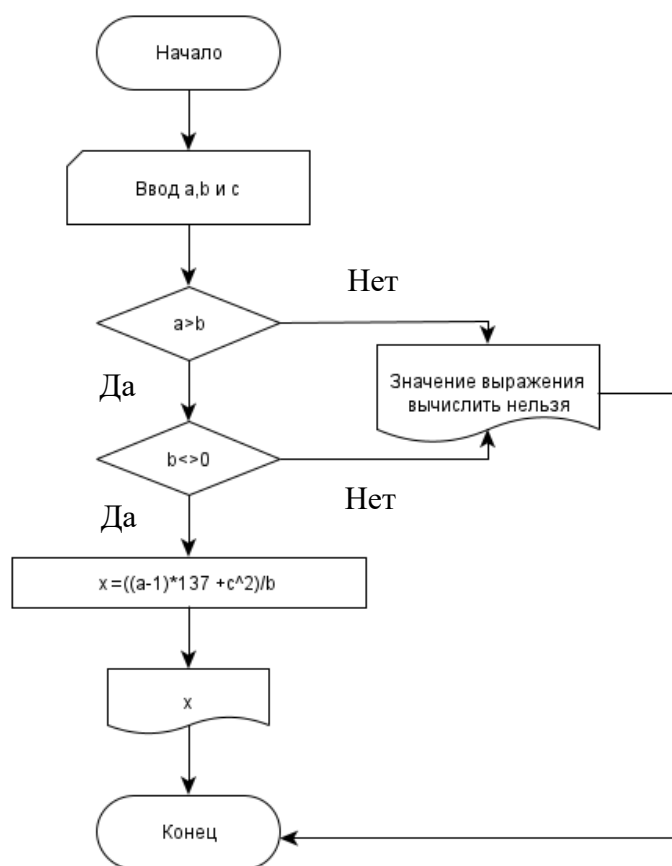 Начало
Ввод a,b и c
Нет
a>b
Да
Значение выражения
вычислить нельзя
b<>0
Нет
Да
x =((a-1)*137 +c^2)/b
x
Конец